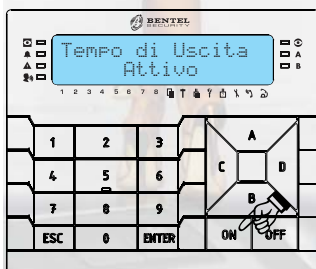 BENTEL
SECURITY
Tempo di Uscita
Attivo
A
B
1 2 3 4 5 6 7 8
1 2 3
4 5 6
7 8 9
ESC 0 ENTER
A
C D
B
ON OFF